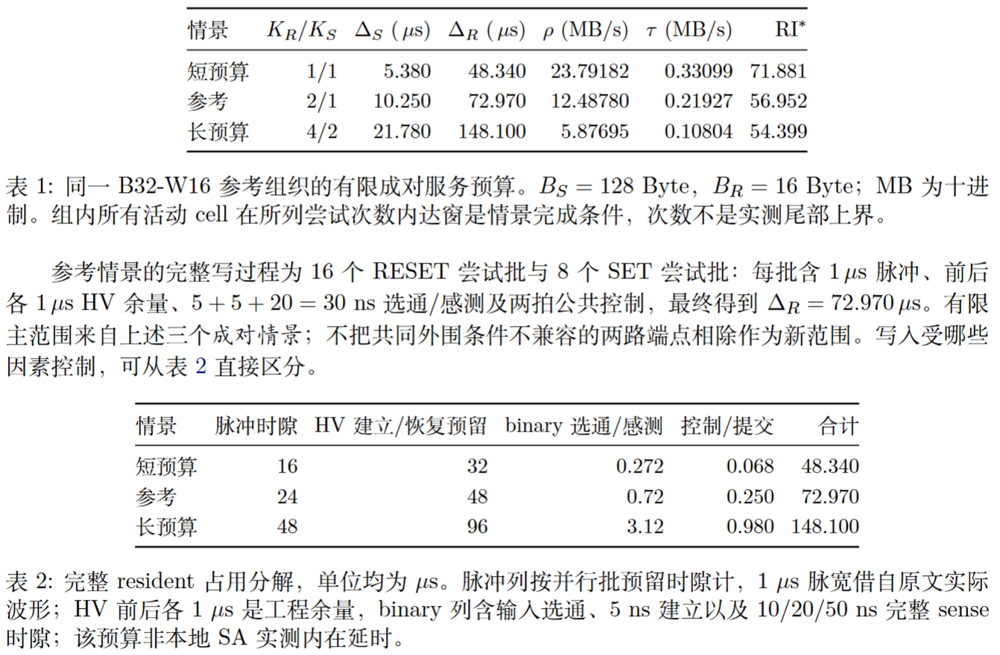 情景 K_R/K_S Δ_S (μs) Δ_R (μs) ρ (MB/s) τ (MB/s) RI*
短预算 1/1 5.380 48.340 23.79182 0.33099 71.881
参考 2/1 10.250 72.970 12.48780 0.21927 56.952
长预算 4/2 21.780 148.100 5.87695 0.10804 54.399
表 1: 同一 B32-W16 参考组织的有限成对服务预算。B_S = 128 Byte，B_R = 16 Byte；MB 为十进
制。组内所有活动 cell 在所列尝试次数内达窗是情景完成条件，次数不是实测尾部上界。
参考情景的完整写过程为 16 个 RESET 尝试批与 8 个 SET 尝试批：每批含 1 μs 脉冲、前后
各 1 μs HV 余量、5 + 5 + 20 = 30 ns 选通/感测及两拍公共控制，最终得到 Δ_R = 72.970 μs。有限
主范围来自上述三个成对情景；不把共同外围条件不兼容的两路端点相除作为新范围。写入受哪些
因素控制，可从表 2 直接区分。
情景 脉冲时隙 HV 建立/恢复预留 binary 选通/感测 控制/提交 合计
短预算 16 32 0.272 0.068 48.340
参考 24 48 0.72 0.250 72.970
长预算 48 96 3.12 0.980 148.100
表 2: 完整 resident 占用分解，单位均为 μs。脉冲列按并行批预留时隙计，1 μs 脉宽借自原文实际
波形；HV 前后各 1 μs 是工程余量，binary 列含输入选通、5 ns 建立以及 10/20/50 ns 完整 sense
时隙；该预算非本地 SA 实测内在延时。